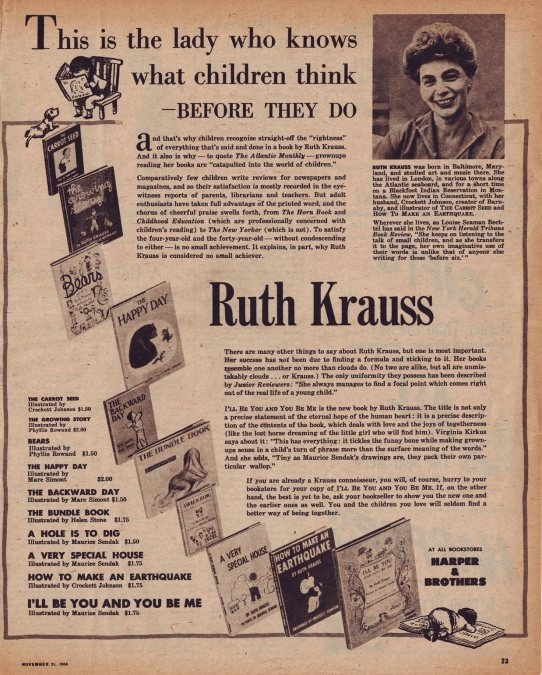 This is the lady who knows
what children think
—BEFORE THEY DO
and that's why children recognize straight-off the "rightness"
of everything that's said and done in a book by Ruth Krauss.
And it also is why — to quote The Atlantic Monthly — grownups
reading her books are "catapulted into the world of children."
Comparatively few children write reviews for newspapers and
magazines, and so their satisfaction is mostly recorded in the eye-
witness reports of parents, librarians and teachers. But adult
enthusiasts have taken full advantage of the printed word, and the
chorus of cheerful praise swells forth, from The Horn Book and
Childhood Education (which are professionally concerned with
children's reading) to The New Yorker (which is not). To satisfy
the four-year-old and the forty-year-old — without condescending
to either — is no small achievement. It explains, in part, why Ruth
Krauss is considered no small achiever.
RUTH KRAUSS was born in Baltimore, Mary-
land, and studied art and music there. She
has lived in London, in various towns along
the Atlantic seaboard, and for a short time
on a Blackfoot Indian Reservation in Mon-
tana. She now lives in Connecticut, with her
husband, Crockett Johnson, creator of Barn-
aby, and illustrator of THE CARROT SEED and
HOW TO MAKE AN EARTHQUAKE.
Wherever she lives, as Louise Seaman Bech-
tel has said in the New York Herald Tribune
Book Review, "She keeps on listening to the
talk of small children, and as she transfers
it to the page, her own imaginative use of
their words is unlike that of anyone else
writing for those 'before six.'"
Ruth Krauss
There are many other things to say about Ruth Krauss, but one is most important.
Her success has not been due to finding a formula and sticking to it. Her books
resemble one another no more than clouds do. (No two are alike, but all are unmis-
takably clouds . . . or Krauss.) The only uniformity they possess has been described
by Junior Reviewers: "She always manages to find a focal point which comes right
out of the real life of a young child."
I'LL BE YOU AND YOU BE ME is the new book by Ruth Krauss. The title is not only
a precise statement of the eternal hope of the human heart: it is a precise descrip-
tion of the contents of the book, which deals with love and the joys of togetherness
(like the lost horse dreaming of the little girl who will find him). Virginia Kirkus
says about it: "This has everything: it tickles the funny bone while making grown-
ups sense in a child's turn of phrase more than the surface meaning of the words."
And she adds, "Tiny as Maurice Sendak's drawings are, they pack their own par-
ticular wallop."
If you are already a Krauss connoisseur, you will, of course, hurry to your
bookstore for your copy of I'LL BE YOU AND YOU BE ME. If, on the other
hand, the best is yet to be, ask your bookseller to show you the new one and
the earlier ones as well. You and the children you love will seldom find a
better way of being together.
THE CARROT SEED
Illustrated by
Crockett Johnson $1.50
THE GROWING STORY
Illustrated by
Phyllis Rowand $2.00
BEARS
Illustrated by
Phyllis Rowand $1.50
THE HAPPY DAY
Illustrated by
Marc Simont $2.00
THE BACKWARD DAY
Illustrated by Marc Simont $1.50
THE BUNDLE BOOK
Illustrated by Helen Stone $1.75
A HOLE IS TO DIG
Illustrated by Maurice Sendak $1.50
A VERY SPECIAL HOUSE
Illustrated by Maurice Sendak $1.75
HOW TO MAKE AN EARTHQUAKE
Illustrated by Crockett Johnson $1.75
I'LL BE YOU AND YOU BE ME
Illustrated by Maurice Sendak $1.75
THE
CARROT SEED
the growing
story
Bears
THE
HAPPY DAY
THE
BACKWARD
DAY
THE BUNDLE BOOK
A HOLE IS TO DIG
A VERY
SPECIAL HOUSE
HOW TO MAKE AN
EARTHQUAKE
BY RUTH KRAUSS
I'LL BE YOU
AT ALL BOOKSTORES
HARPER
&
BROTHERS
NOVEMBER 21, 1954
23